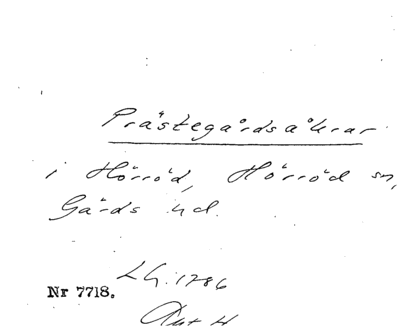 Prästegårdsåkrar
i Hörröd, Hörröd sn,
Gärds hd.
LG. 1786
Nr 7718.